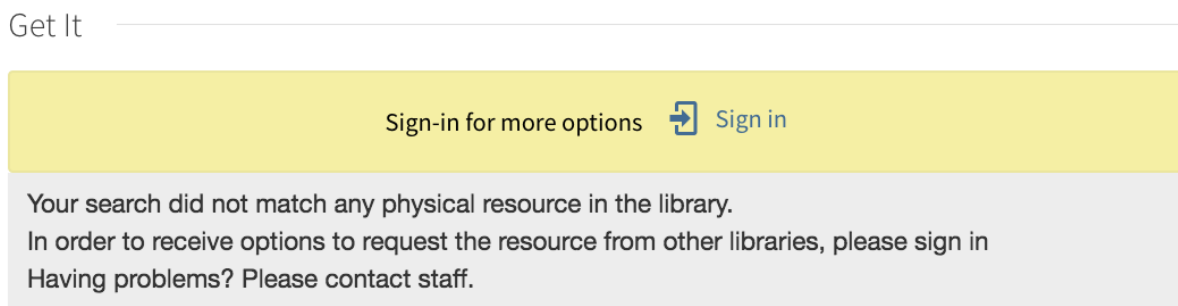 Get It
Sign-in for more options Sign in
Your search did not match any physical resource in the library.
In order to receive options to request the resource from other libraries, please sign in
Having problems? Please contact staff.